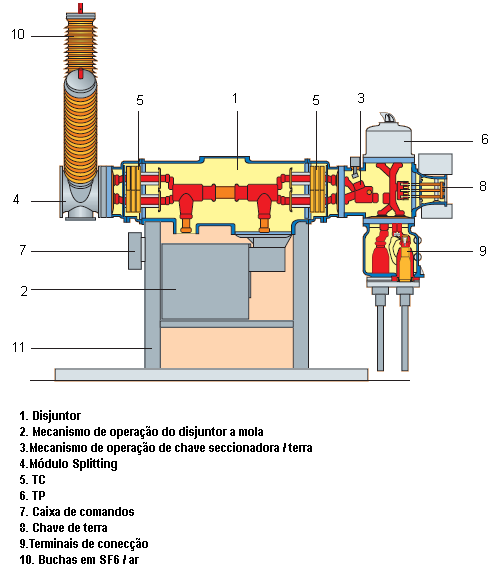 10
5
1
5
3
6
4
8
7
9
2
11
1. Disjuntor
2. Mecanismo de operação do disjuntor a mola
3.Mecanismo de operação de chave seccionadora / terra
4.Módulo Splitting
5. TC
6. TP
7. Caixa de comandos
8. Chave de terra
9.Terminais de conecção
10. Buchas em SF6 / ar